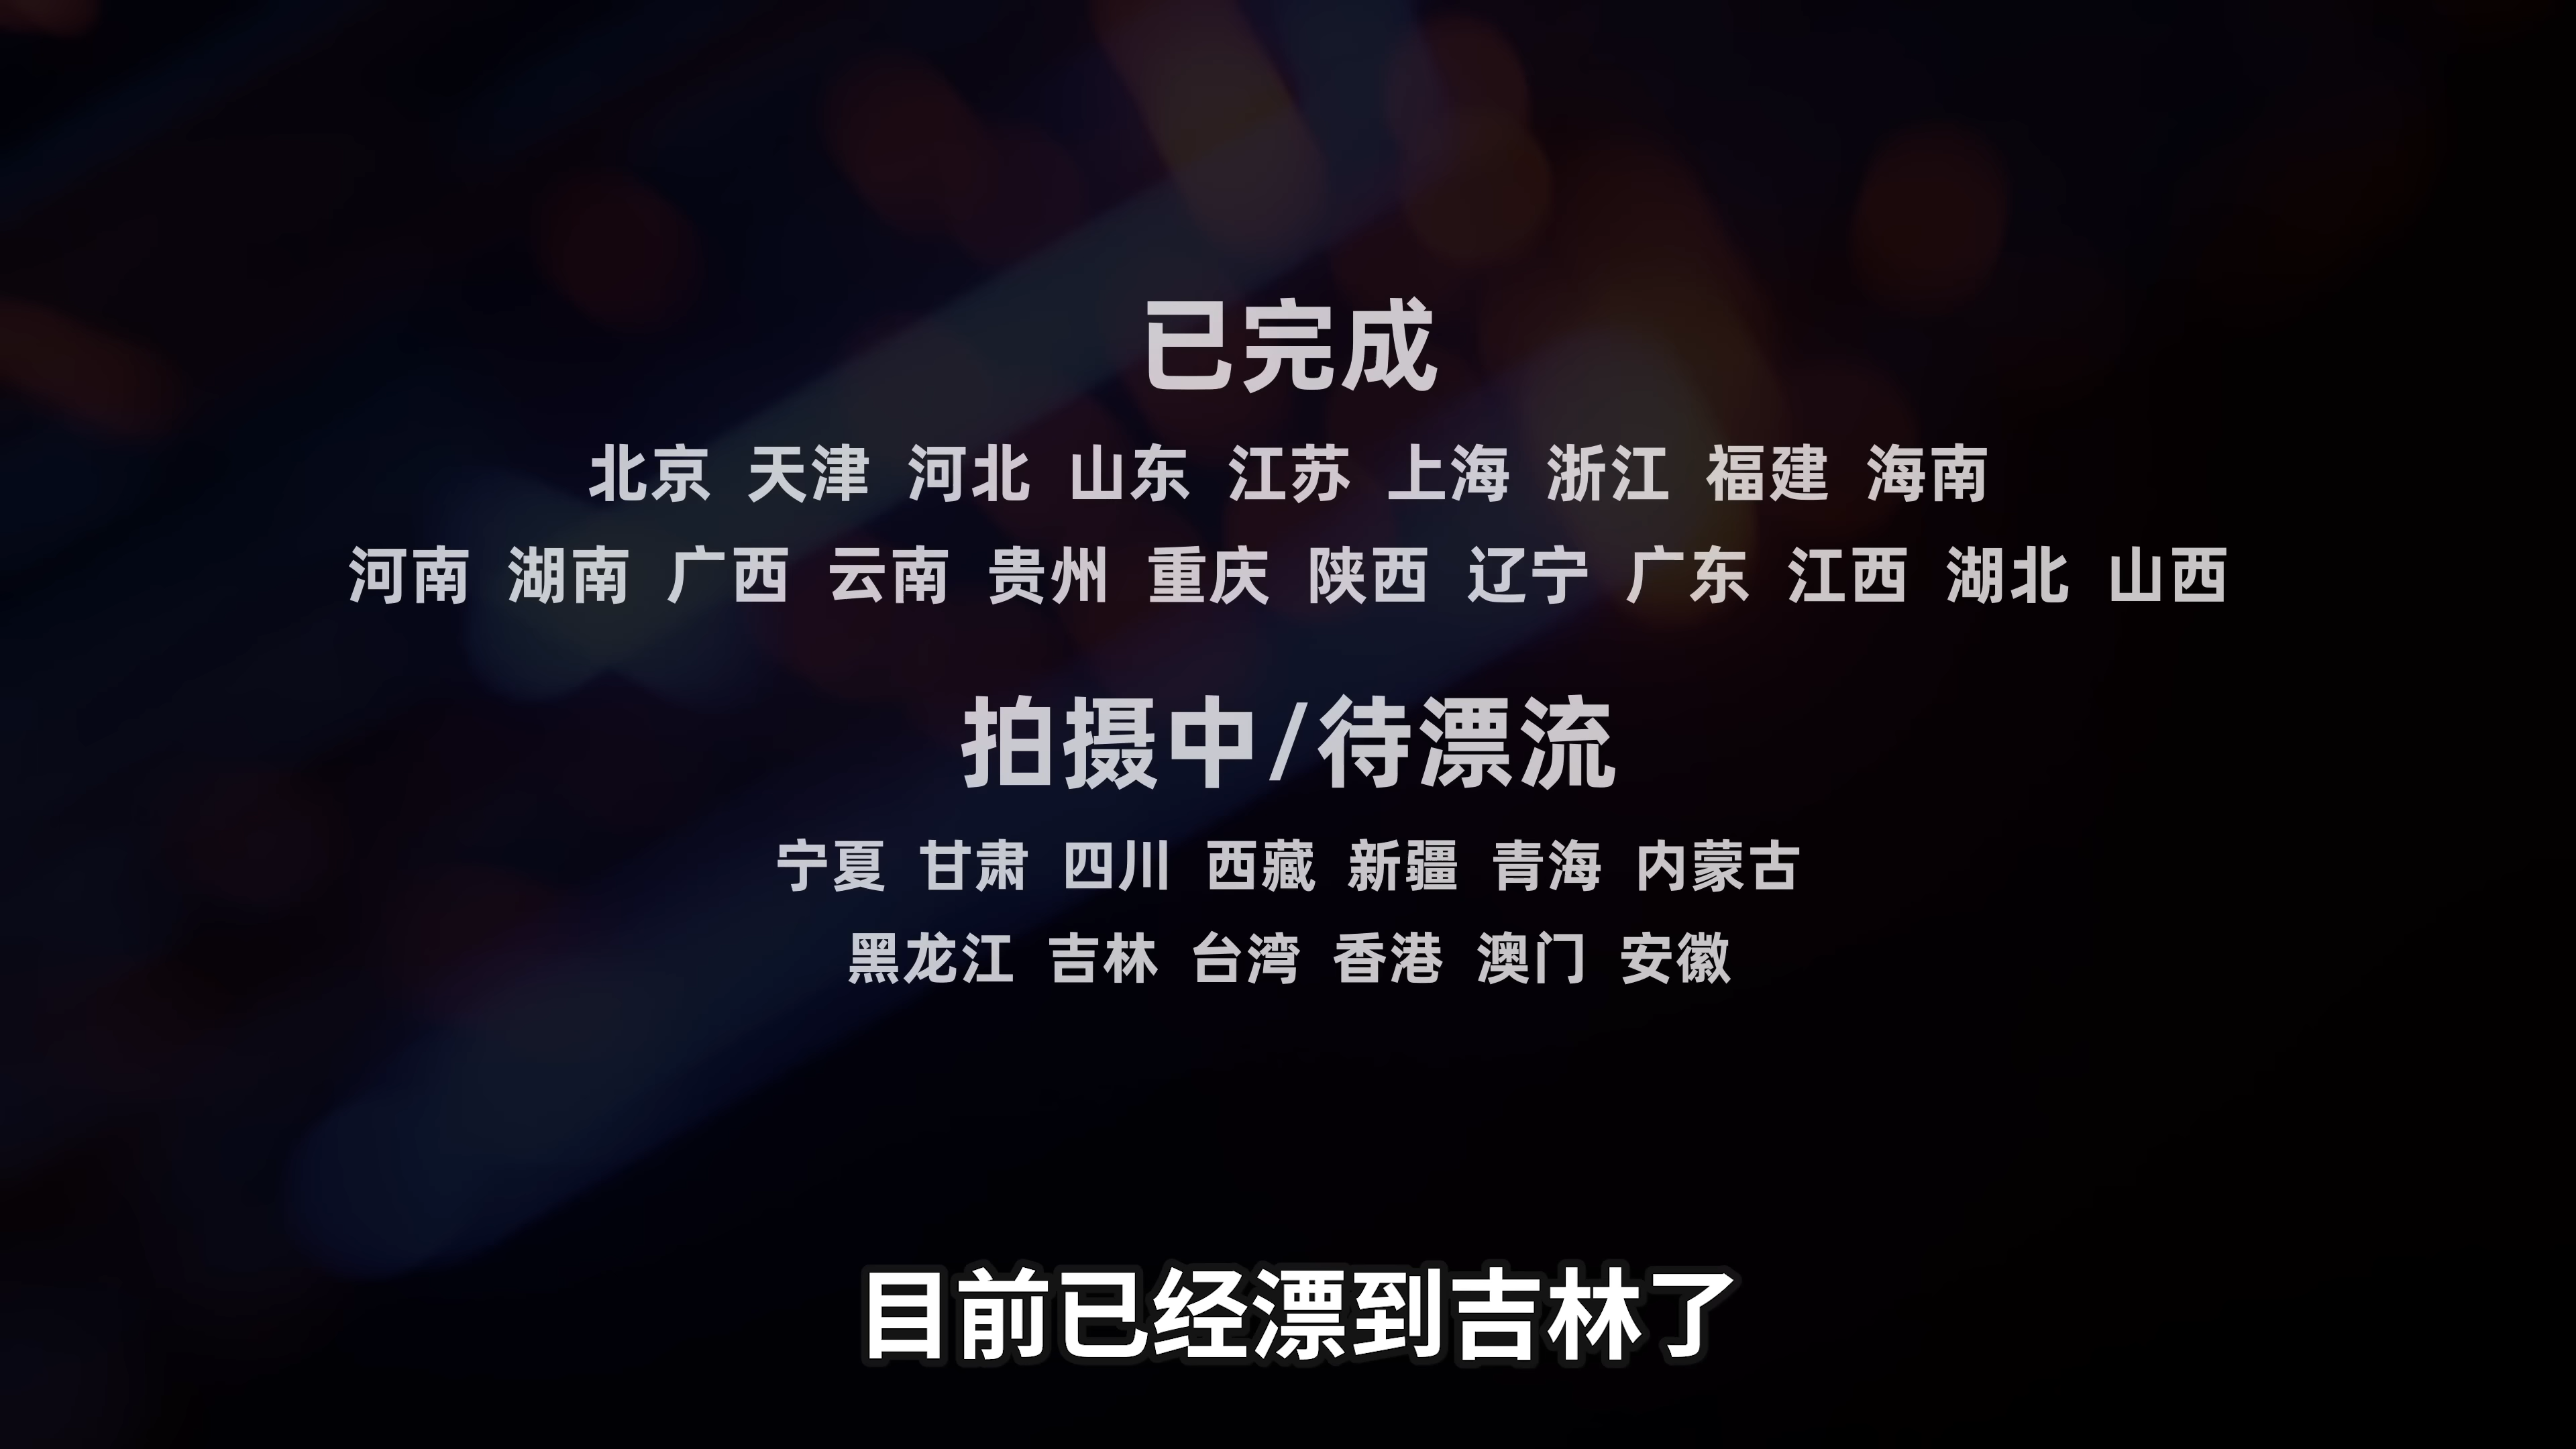 已完成
北京 天津 河北 山东 江苏 上海 浙江 福建 海南
河南 湖南 广西 云南 贵州 重庆 陕西 辽宁 广东 江西 湖北 山西
拍摄中/待漂流
宁夏 甘肃 四川 西藏 新疆 青海 内蒙古
黑龙江 吉林 台湾 香港 澳门 安徽
目前已经漂到吉林了